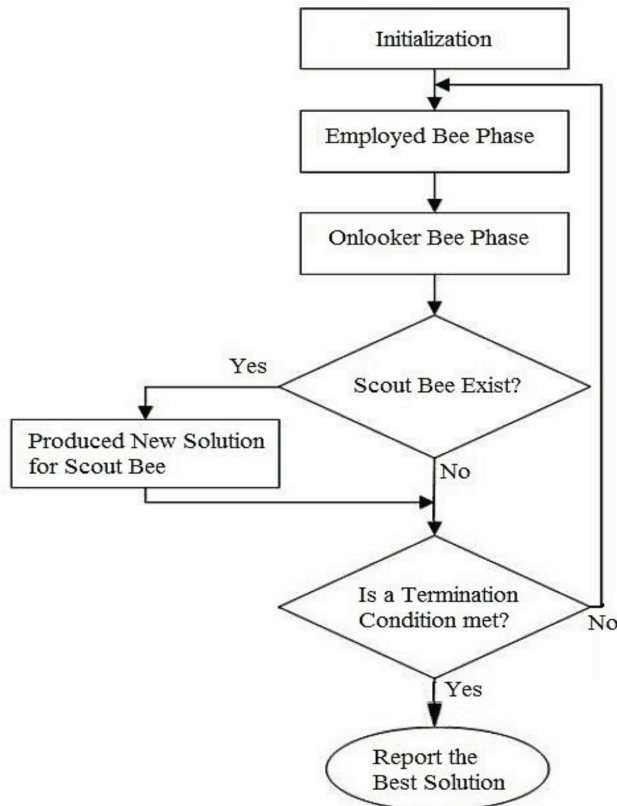 Initialization
Employed Bee Phase
Onlooker Bee Phase
Yes
Scout Bee Exist?
Produced New Solution
for Scout Bee
No
Is a Termination
Condition met?
No
Yes
Report the
Best Solution